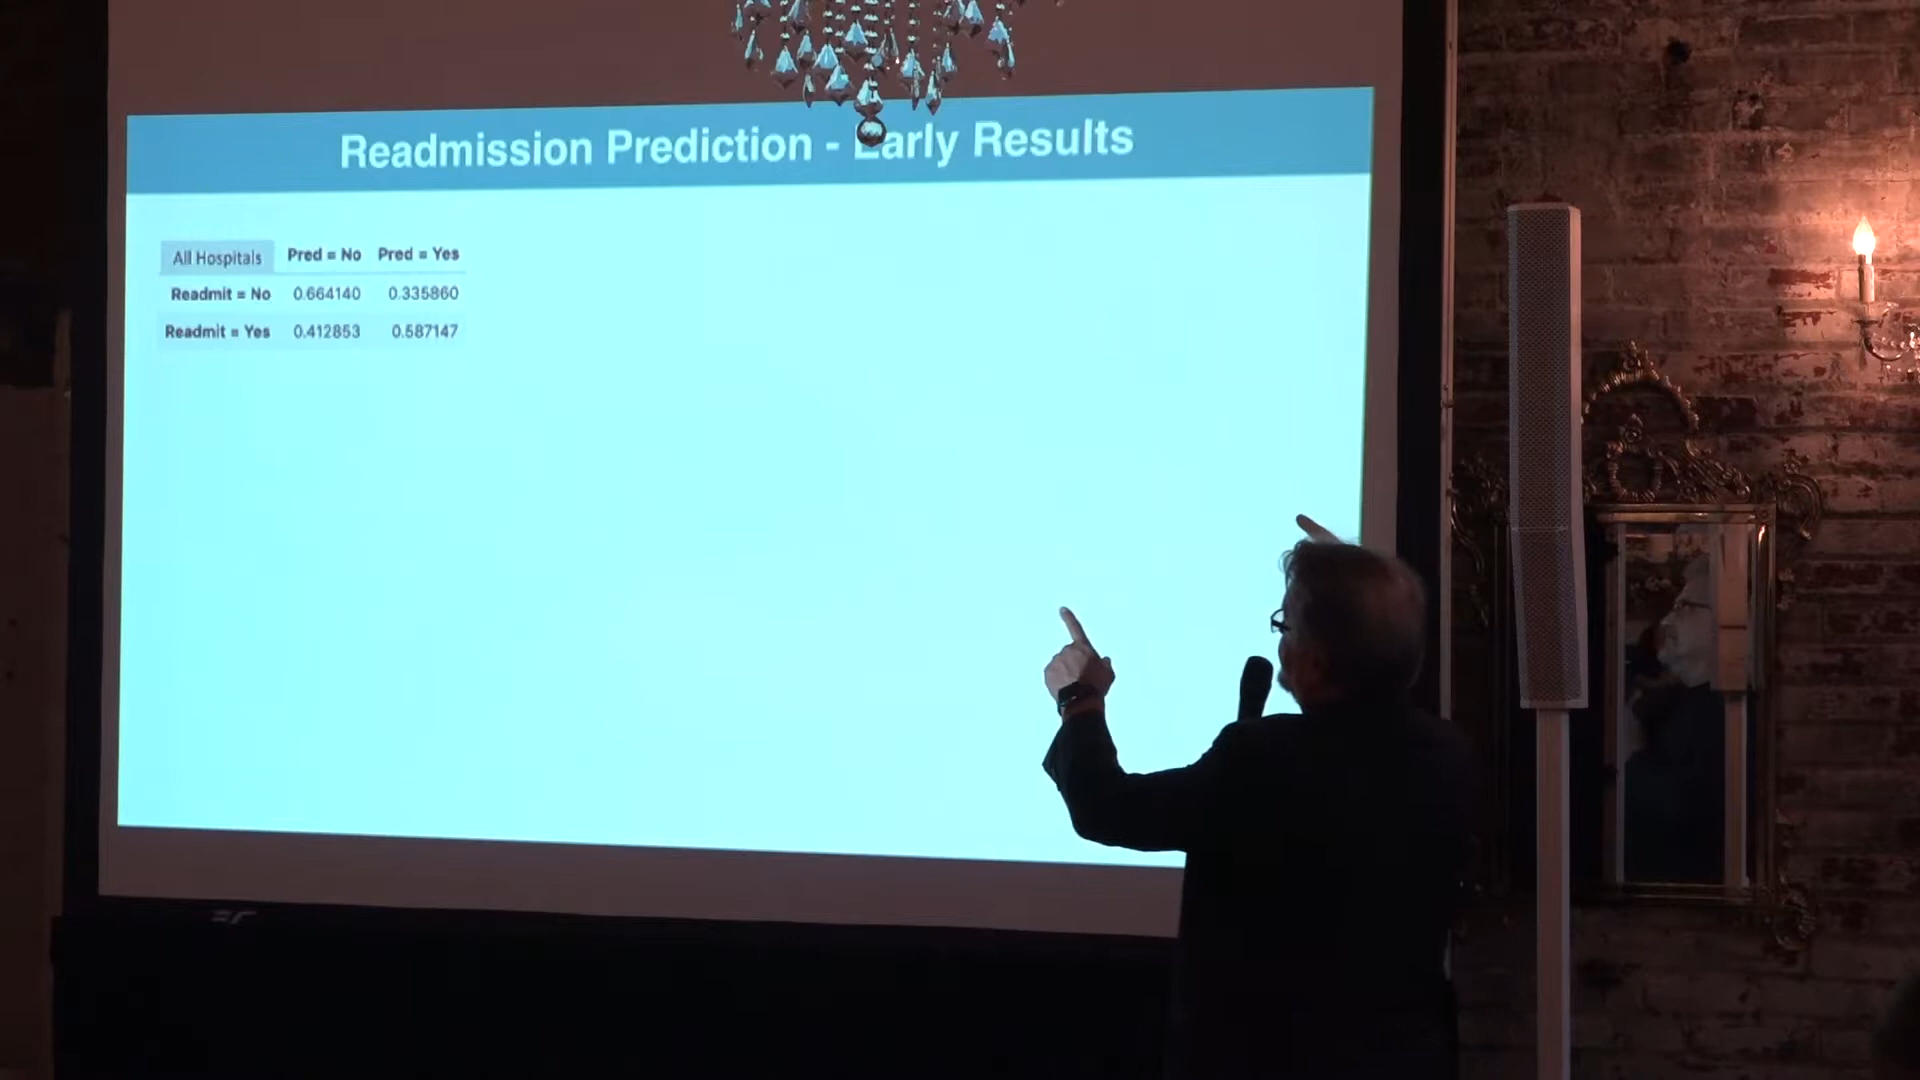 Readmission Prediction - Early Results
All Hospitals Pred = No Pred = Yes
Readmit = No 0.664140 0.335860
Readmit = Yes 0.412853 0.587147